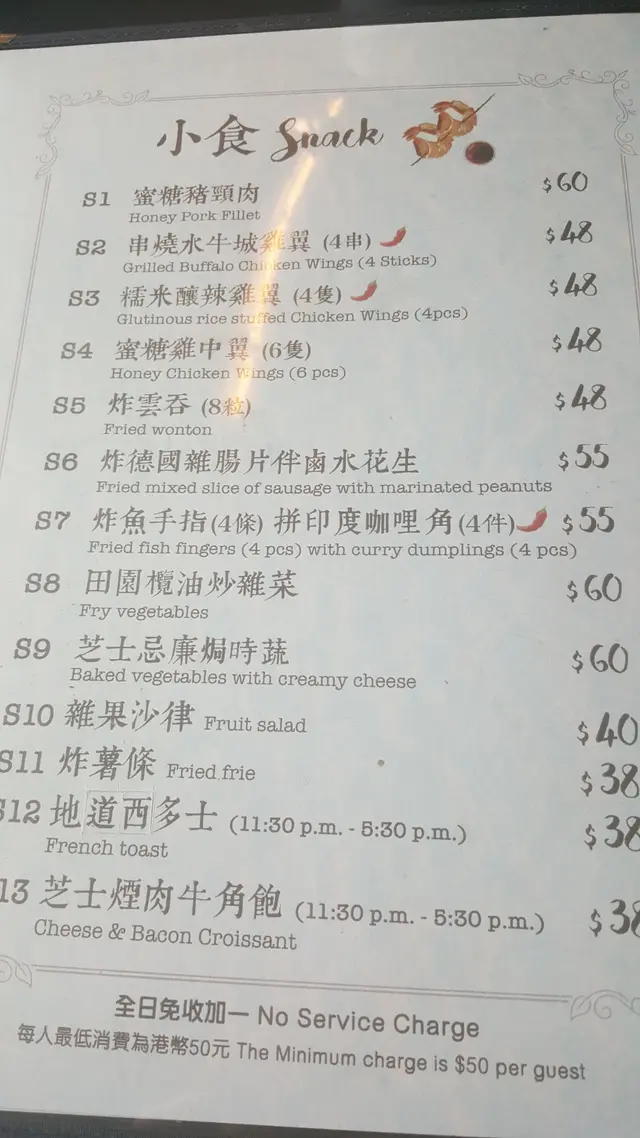 小食 Snack
S1 蜜糖豬頸肉 $60
Honey Pork Fillet
S2 串燒水牛城雞翼 (4串) $48
Grilled Buffalo Chicken Wings (4 Sticks)
S3 糯米釀辣雞翼 (4隻) $48
Glutinous rice stuffed Chicken Wings (4pcs)
S4 蜜糖雞中翼 (6隻) $48
Honey Chicken Wings (6 pcs)
S5 炸雲吞 (8粒) $48
Fried wonton
S6 炸德國雜腸片伴鹵水花生 $55
Fried mixed slice of sausage with marinated peanuts
S7 炸魚手指(4條) 拼印度咖哩角(4件) $55
Fried fish fingers (4 pcs) with curry dumplings (4 pcs)
S8 田園欖油炒雜菜 $60
Fry vegetables
S9 芝士忌廉焗時蔬 $60
Baked vegetables with creamy cheese
S10 雜果沙律 Fruit salad $40
S11 炸薯條 Fried frie $38
S12 地道西多士 (11:30 p.m. - 5:30 p.m.) $38
French toast
13 芝士煙肉牛角飽 (11:30 p.m. - 5:30 p.m.) $38
Cheese & Bacon Croissant
全日免收加一 No Service Charge
每人最低消費為港幣50元 The Minimum charge is $50 per guest